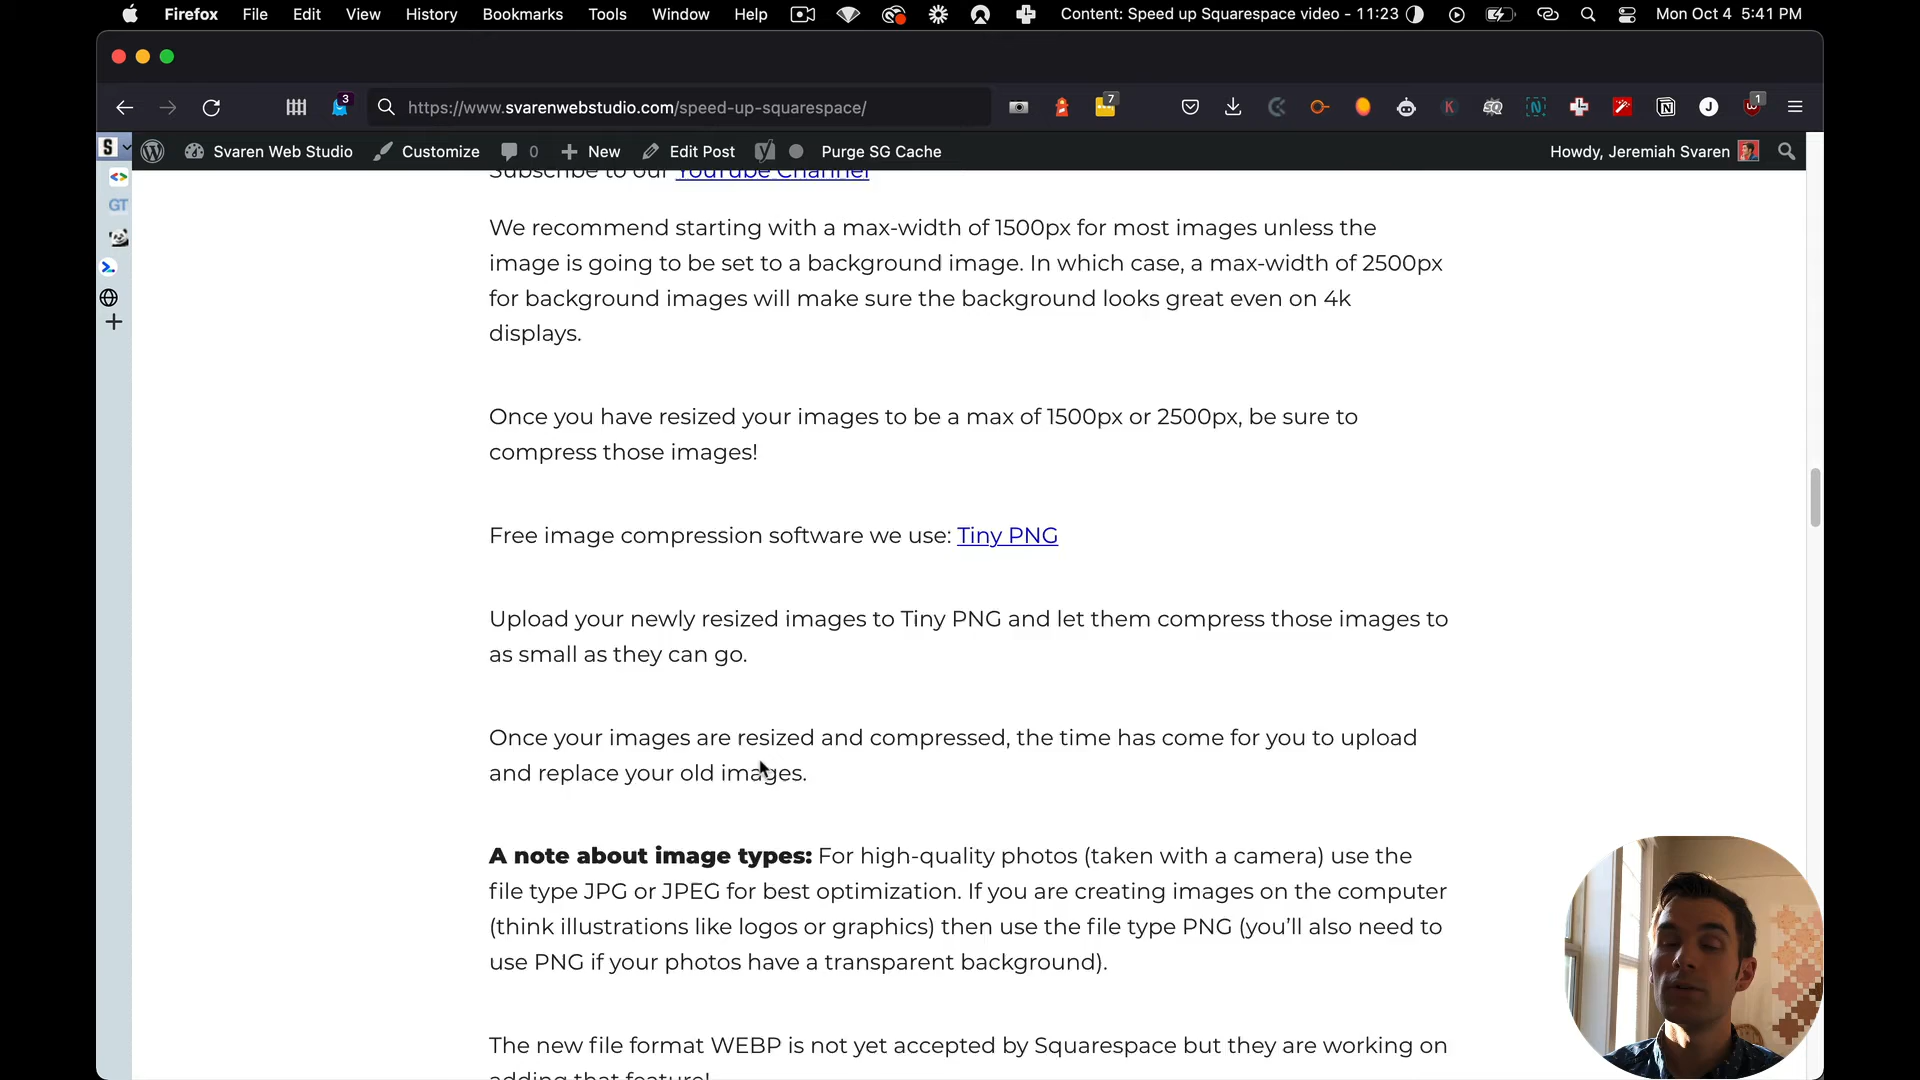 Firefox File Edit View History Bookmarks Tools Window Help Content: Speed up Squarespace video - 11:23 Mon Oct 4 5:41 PM
3 https://www.svarenwebstudio.com/speed-up-squarespace/ 7 K SQ N J 1
S Svaren Web Studio Customize 0 New Edit Post Purge SG Cache Howdy, Jeremiah Svaren
GT
Subscribe to our YouTube Channel
We recommend starting with a max-width of 1500px for most images unless the
image is going to be set to a background image. In which case, a max-width of 2500px
for background images will make sure the background looks great even on 4k
displays.
Once you have resized your images to be a max of 1500px or 2500px, be sure to
compress those images!
Free image compression software we use: Tiny PNG
Upload your newly resized images to Tiny PNG and let them compress those images to
as small as they can go.
Once your images are resized and compressed, the time has come for you to upload
and replace your old images.
A note about image types: For high-quality photos (taken with a camera) use the
file type JPG or JPEG for best optimization. If you are creating images on the computer
(think illustrations like logos or graphics) then use the file type PNG (you'll also need to
use PNG if your photos have a transparent background).
The new file format WEBP is not yet accepted by Squarespace but they are working on
adding that feature!